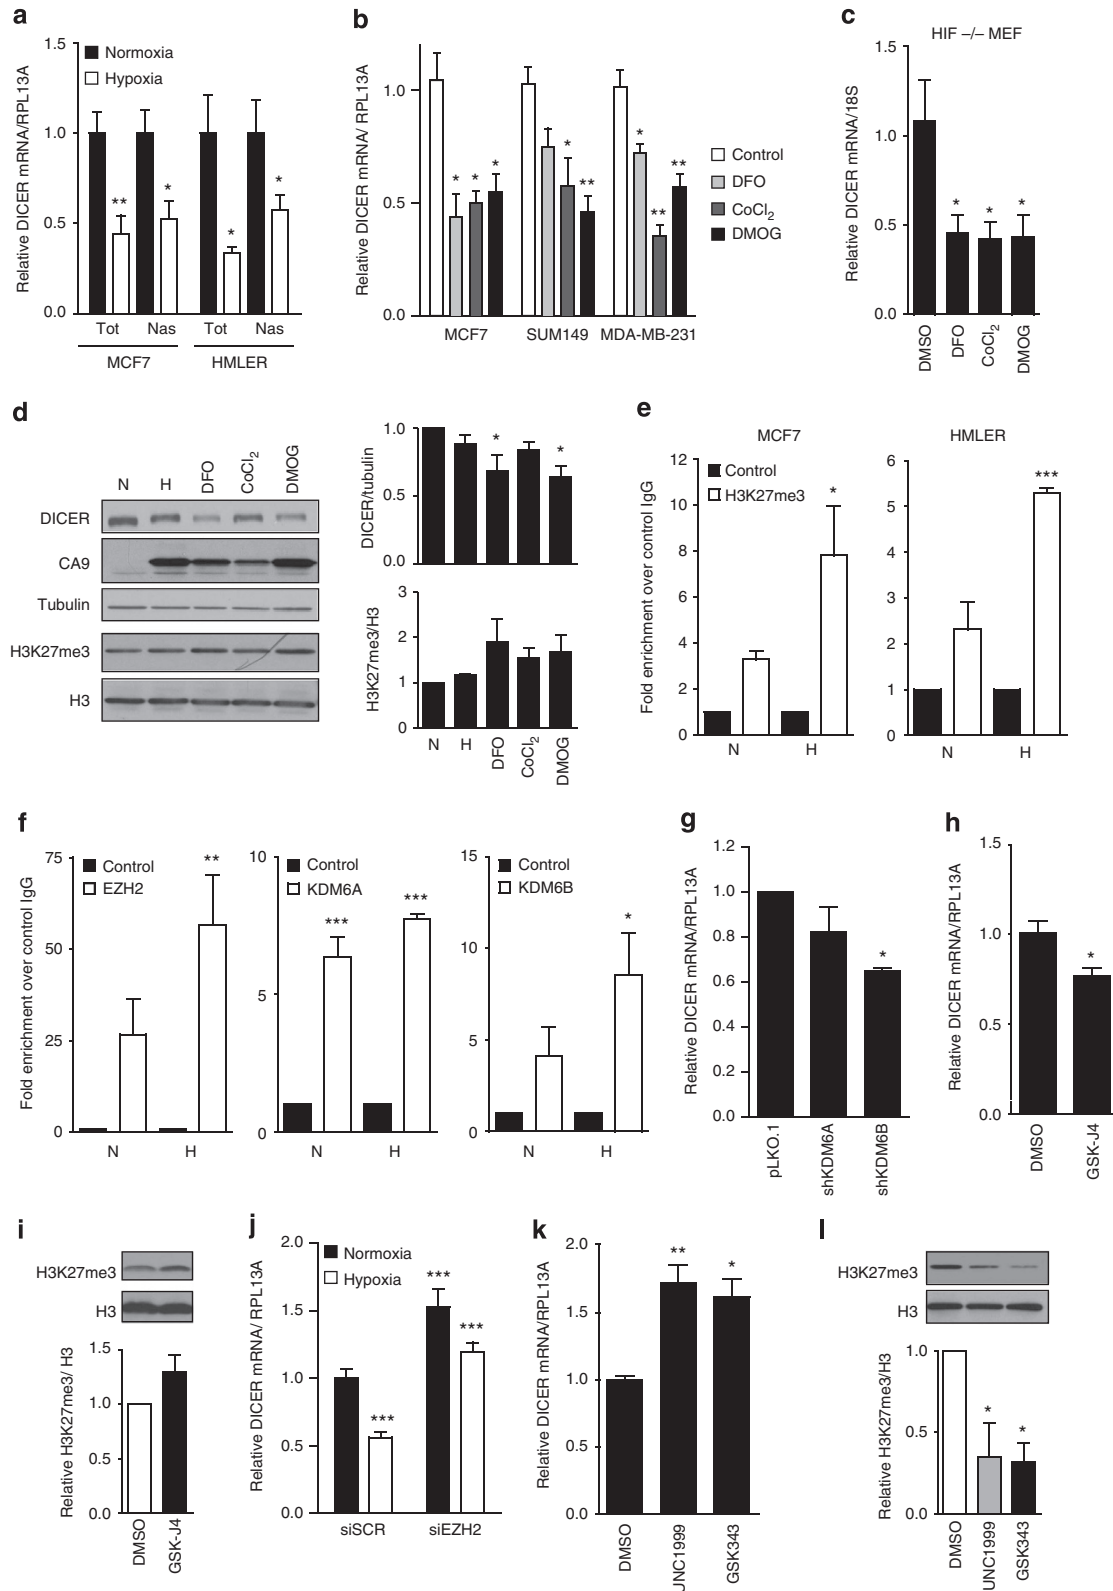 a
Relative DICER mRNA/RPL13A
1.5
1.0
0.5
0.0
Normoxia
Hypoxia
** * * *
Tot Nas Tot Nas
MCF7 HMLER
b
Relative DICER mRNA/ RPL13A
1.0
0.5
0.0
* * * * ** * ** **
Control
DFO
CoCl2
DMOG
MCF7 SUM149 MDA-MB-231
c
HIF –/– MEF
Relative DICER mRNA/18S
1.5
1.0
0.5
0.0
* * *
DMSO DFO CoCl2 DMOG
d
N H DFO CoCl2 DMOG
DICER
CA9
Tubulin
H3K27me3
H3
DICER/tubulin
1.0
0.5
0.0
* *
H3K27me3/H3
3
2
1
0
N H DFO CoCl2 DMOG
e
MCF7
Fold enrichment over control IgG
12
10
8
6
4
2
0
Control
H3K27me3
*
N H
HMLER
6
5
4
3
2
1
0
***
N H
f
Fold enrichment over control IgG
75
50
25
0
Control
EZH2
**
N H
10
5
0
Control
KDM6A
*** ***
N H
15
10
5
0
Control
KDM6B
*
N H
g
Relative DICER mRNA/RPL13A
1.2
1.0
0.8
0.6
0.4
0.2
0.0
*
pLKO.1 shKDM6A shKDM6B
h
Relative DICER mRNA/RPL13A
1.5
1.0
0.5
0.0
*
DMSO GSK-J4
i
H3K27me3
H3
Relative H3K27me3/ H3
1.5
1.0
0.5
0.0
DMSO GSK-J4
j
Relative DICER mRNA/ RPL13A
2.0
1.5
1.0
0.5
0.0
Normoxia
Hypoxia
*** *** ***
siSCR siEZH2
k
Relative DICER mRNA/RPL13A
2.0
1.5
1.0
0.5
0.0
** *
DMSO UNC1999 GSK343
l
H3K27me3
H3
Relative H3K27me3/H3
1.0
0.5
0.0
* *
DMSO UNC1999 GSK343